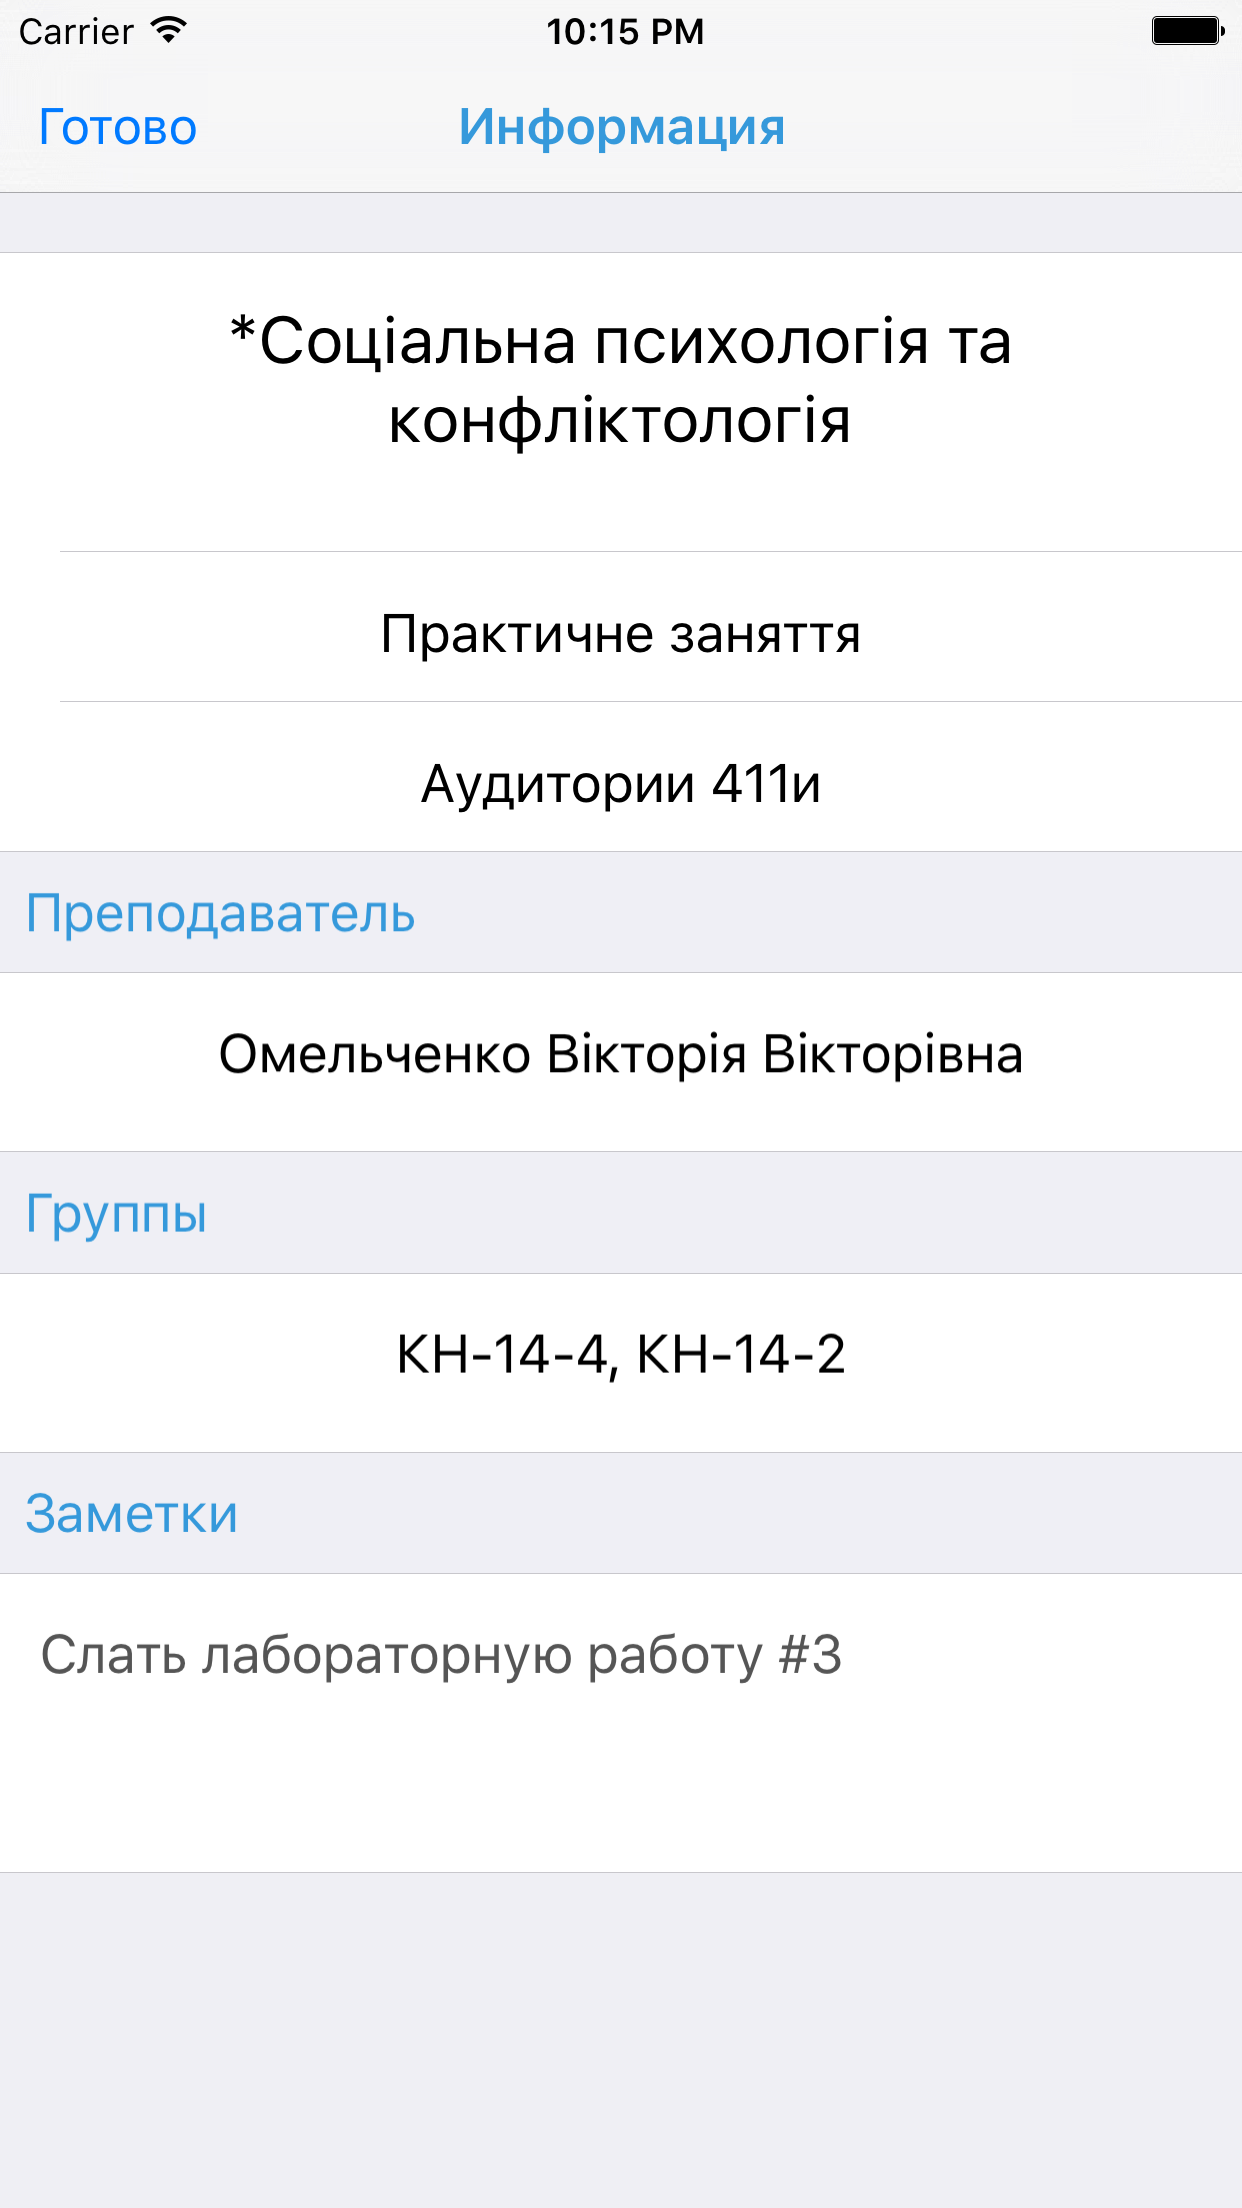 Carrier 10:15 PM
Готово Информация
*Соціальна психологія та
конфліктологія
Практичне заняття
Аудитории 411и
Преподаватель
Омельченко Вікторія Вікторівна
Группы
КН-14-4, КН-14-2
Заметки
Слать лабораторную работу #3